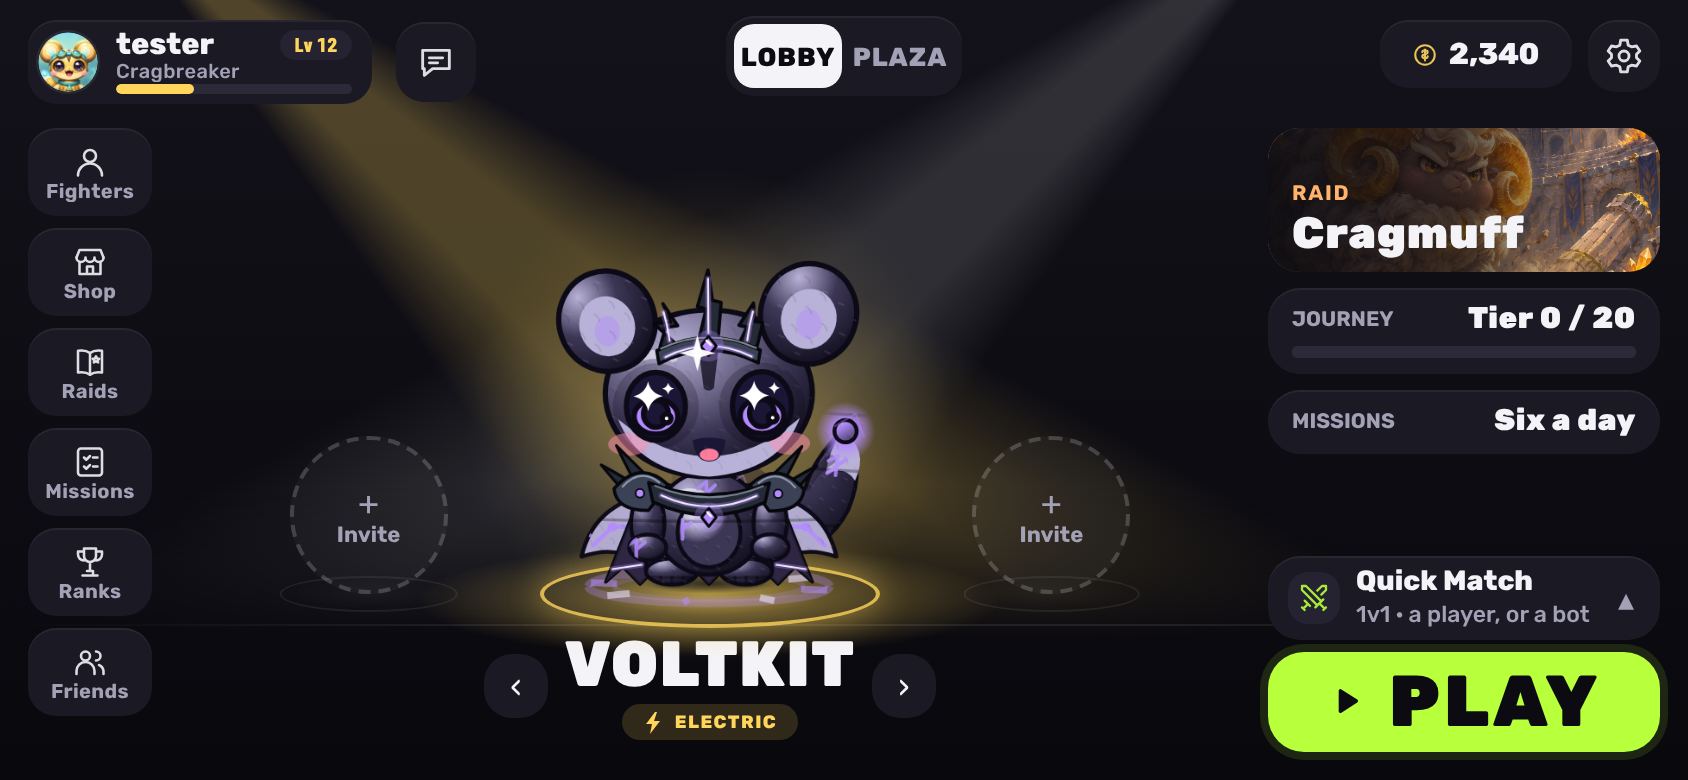 tester
Lv 12
Cragbreaker
LOBBY
PLAZA
2,340
Fighters
Shop
Raids
Missions
Ranks
Friends
+
Invite
+
Invite
VOLTKIT
ELECTRIC
RAID
Cragmuff
JOURNEY
Tier 0 / 20
MISSIONS
Six a day
Quick Match
1v1 • a player, or a bot
PLAY